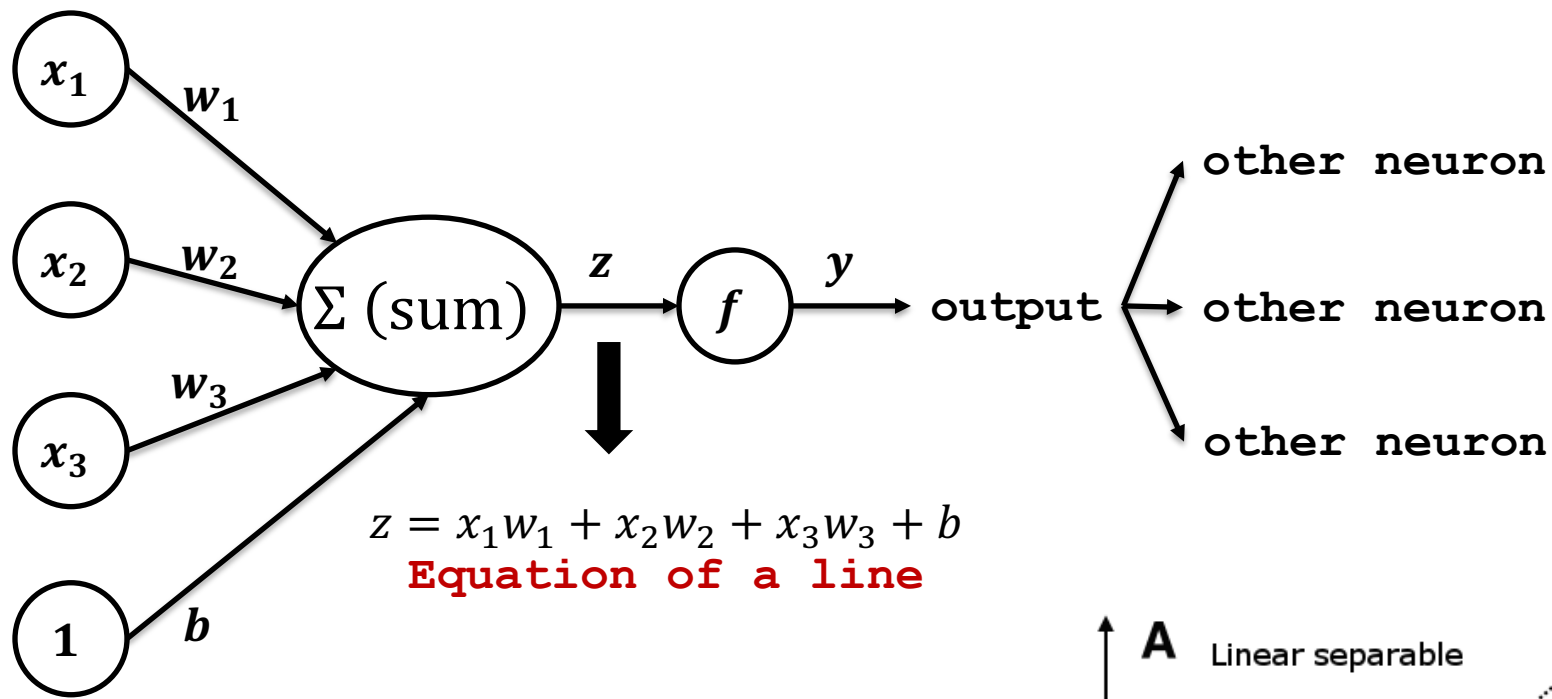 x₁
w₁
x₂
w₂
x₃
w₃
1
b
Σ (sum)
z
f
y
output
other neuron
other neuron
other neuron
z = x₁w₁ + x₂w₂ + x₃w₃ + b
Equation of a line
A Linear separable